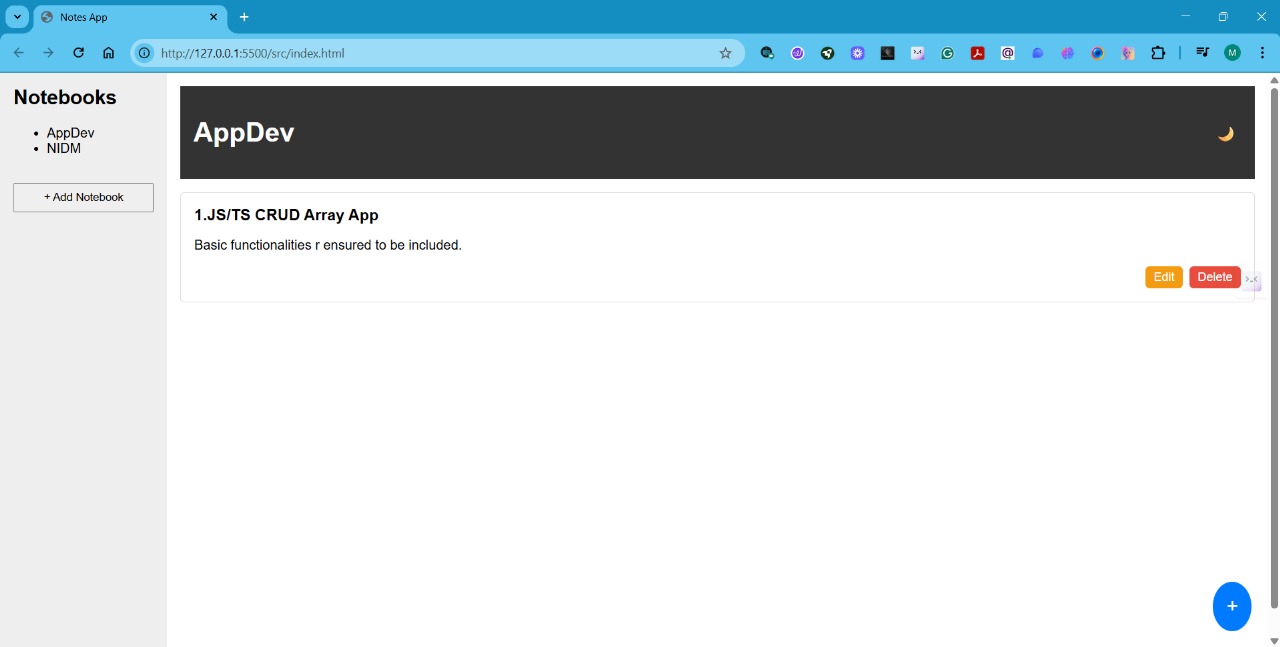 Notes App
http://127.0.0.1:5500/src/index.html
M
Notebooks
AppDev
NIDM
+ Add Notebook
AppDev
1.JS/TS CRUD Array App
Basic functionalities r ensured to be included.
Edit
Delete
+